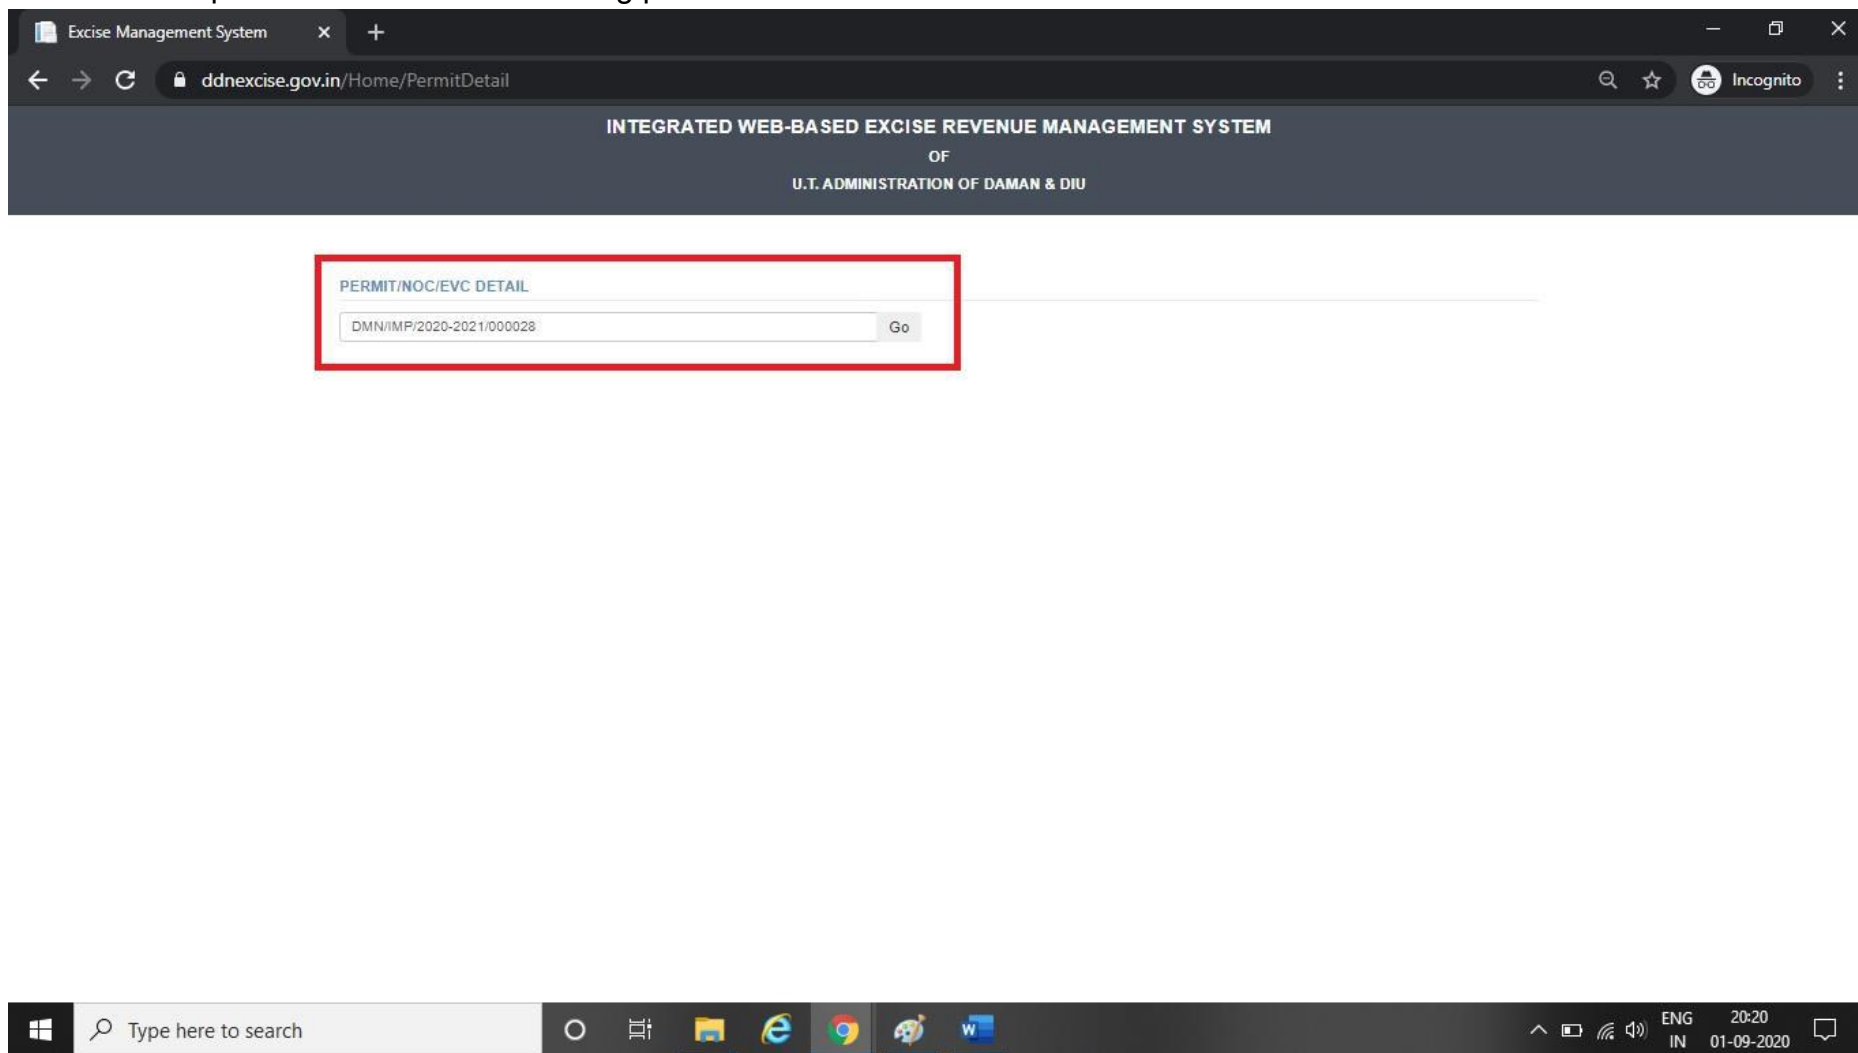 Excise Management System
ddnexcise.gov.in/Home/PermitDetail
Incognito
INTEGRATED WEB-BASED EXCISE REVENUE MANAGEMENT SYSTEM
OF
U.T. ADMINISTRATION OF DAMAN & DIU
PERMIT/NOC/EVC DETAIL
DMN/IMP/2020-2021/000028 Go
Type here to search
ENG 20:20
IN 01-09-2020